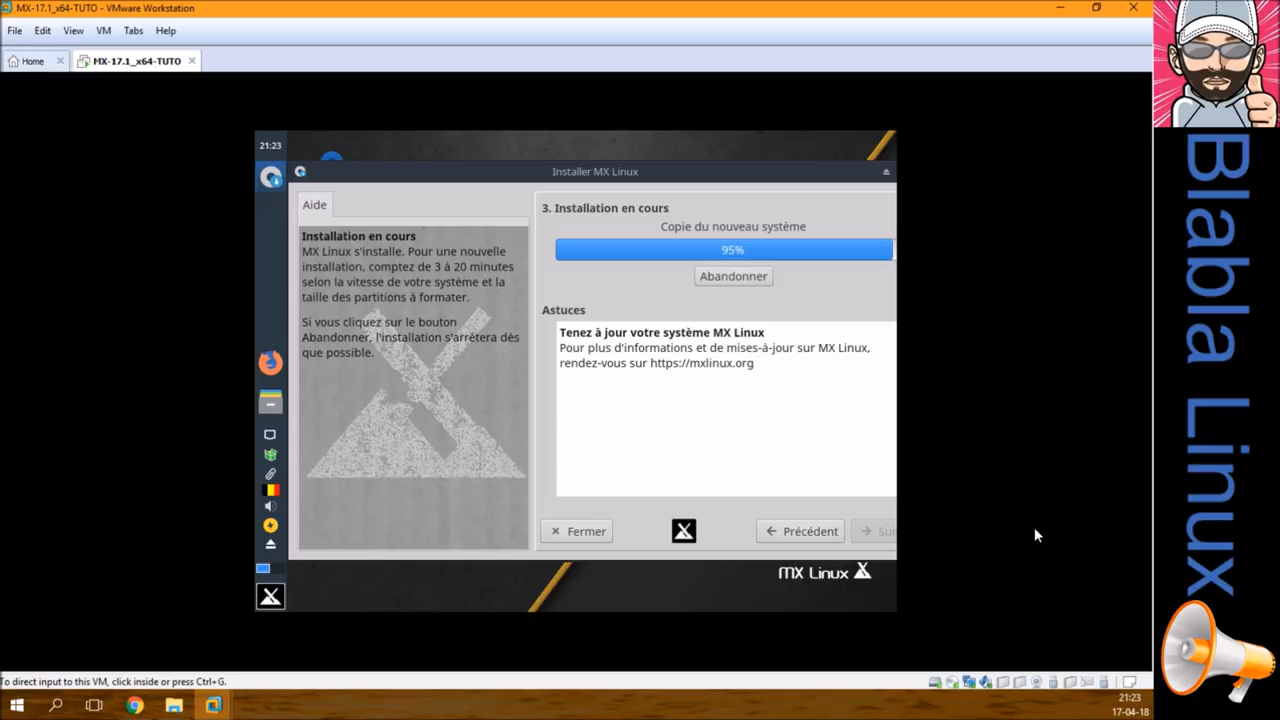 MX-17.1_x64-TUTO - VMware Workstation
File Edit View VM Tabs Help
Home MX-17.1_x64-TUTO
21:23
Installer MX Linux
Aide
Installation en cours
MX Linux s'installe. Pour une nouvelle
installation, comptez de 3 à 20 minutes
selon la vitesse de votre système et la
taille des partitions à formater.
Si vous cliquez sur le bouton
Abandonner, l'installation s'arrêtera dès
que possible.
3. Installation en cours
Copie du nouveau système
95%
Abandonner
Astuces
Tenez à jour votre système MX Linux
Pour plus d'informations et de mises-à-jour sur MX Linux,
rendez-vous sur https://mxlinux.org
Fermer
Précédent
Sui
MX Linux
To direct input to this VM, click inside or press Ctrl+G.
21:23
17-04-18
Blabla Linux